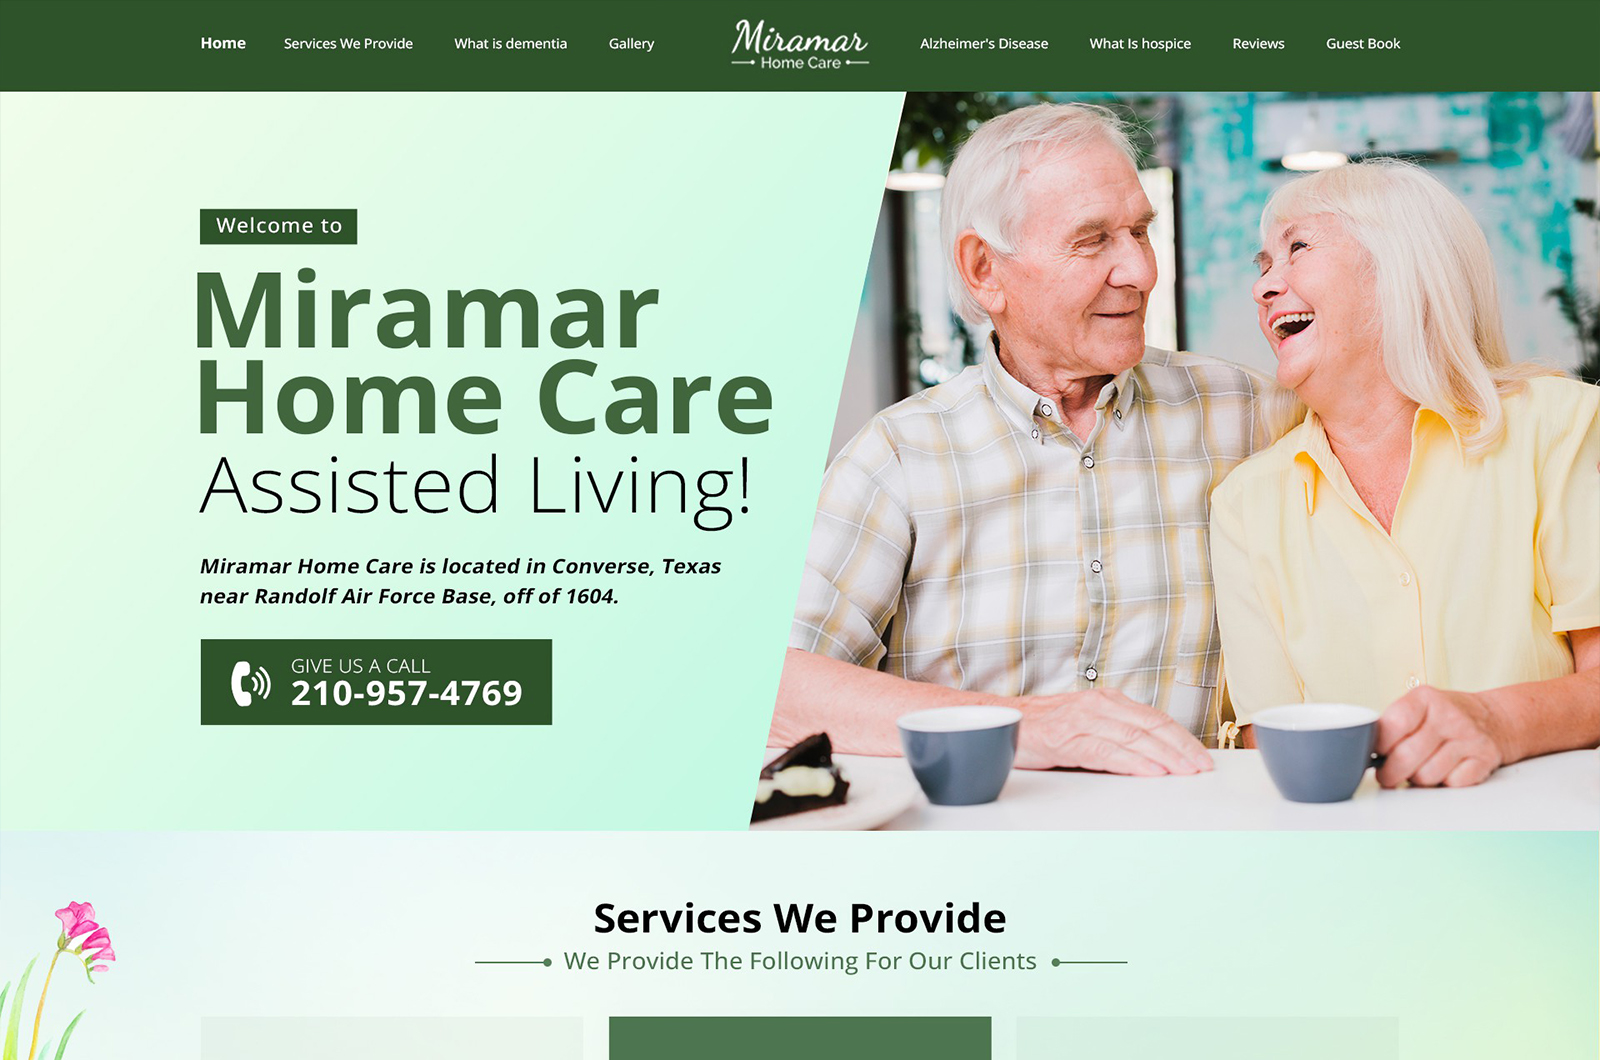 Home
Services We Provide
What is dementia
Gallery
Miramar
Home Care
Alzheimer's Disease
What Is hospice
Reviews
Guest Book
Welcome to
Miramar
Home Care
Assisted Living!
Miramar Home Care is located in Converse, Texas
near Randolf Air Force Base, off of 1604.
GIVE US A CALL
210-957-4769
Services We Provide
We Provide The Following For Our Clients